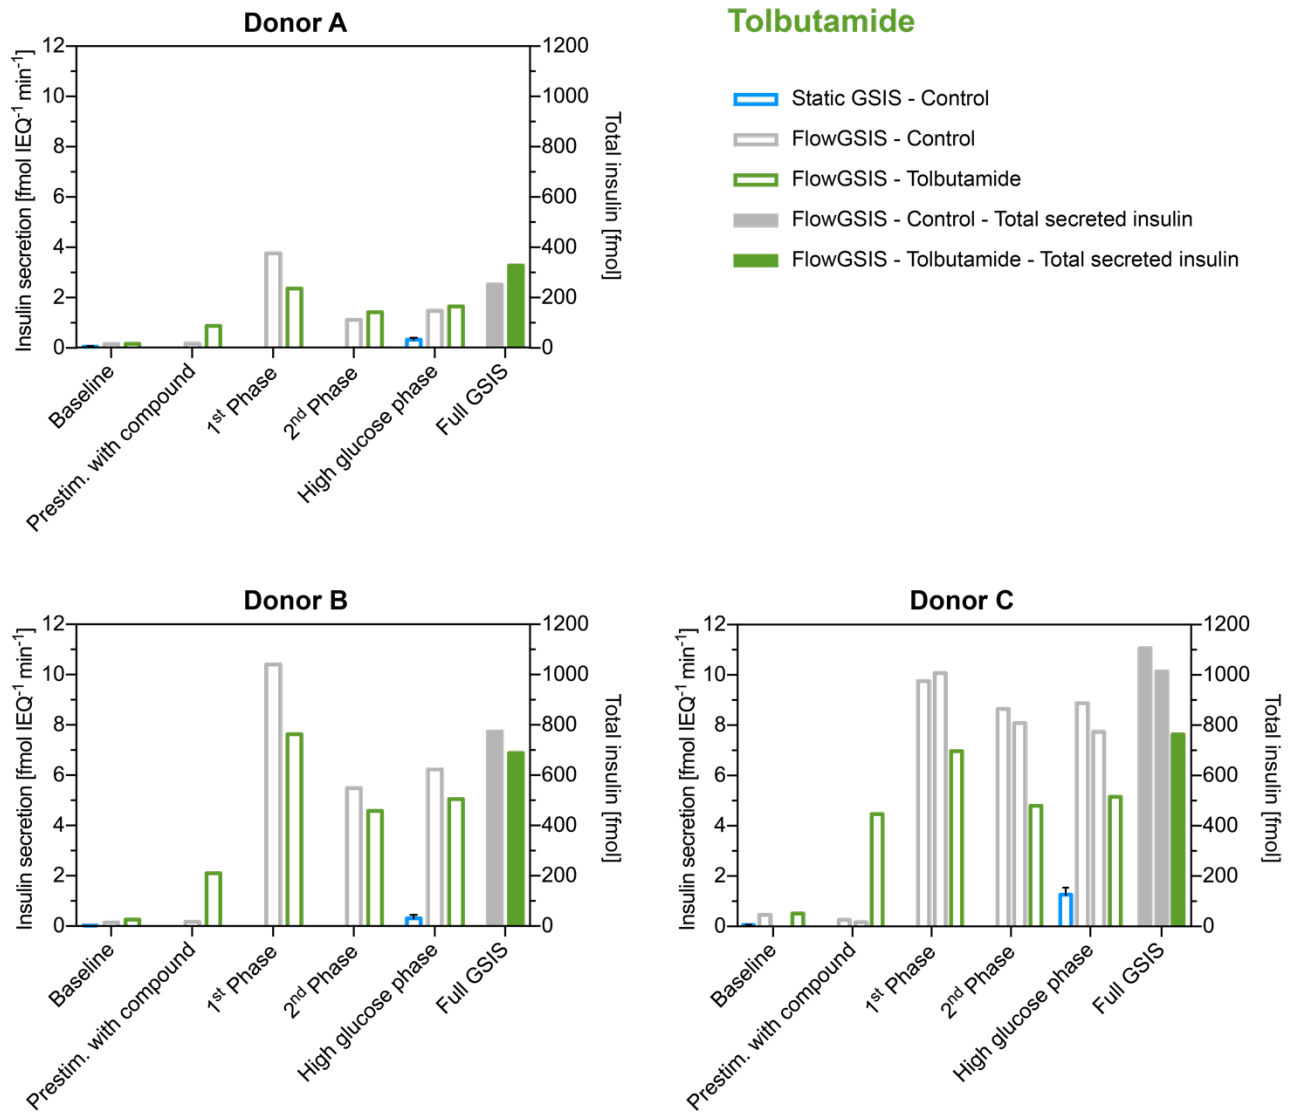 Donor A
Tolbutamide
Static GSIS - Control
FlowGSIS - Control
FlowGSIS - Tolbutamide
FlowGSIS - Control - Total secreted insulin
FlowGSIS - Tolbutamide - Total secreted insulin
Insulin secretion [fmol IEQ⁻¹ min⁻¹]
12
10
8
6
4
2
0
1200
1000
800
600
400
200
0
Total insulin [fmol]
Baseline
Prestim. with compound
1st Phase
2nd Phase
High glucose phase
Full GSIS
Donor B
Insulin secretion [fmol IEQ⁻¹ min⁻¹]
12
10
8
6
4
2
0
1200
1000
800
600
400
200
0
Total insulin [fmol]
Baseline
Prestim. with compound
1st Phase
2nd Phase
High glucose phase
Full GSIS
Donor C
Insulin secretion [fmol IEQ⁻¹ min⁻¹]
12
10
8
6
4
2
0
1200
1000
800
600
400
200
0
Total insulin [fmol]
Baseline
Prestim. with compound
1st Phase
2nd Phase
High glucose phase
Full GSIS